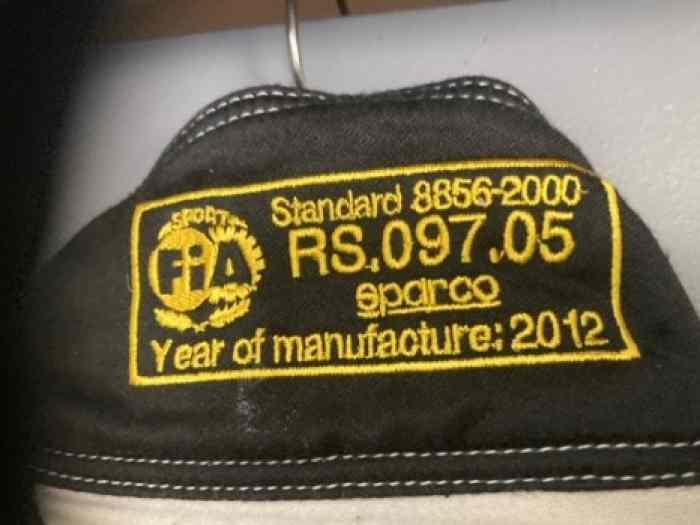 SPORT
FIA
Standard 8856-2000
RS.097.05
sparco
Year of manufacture: 2012